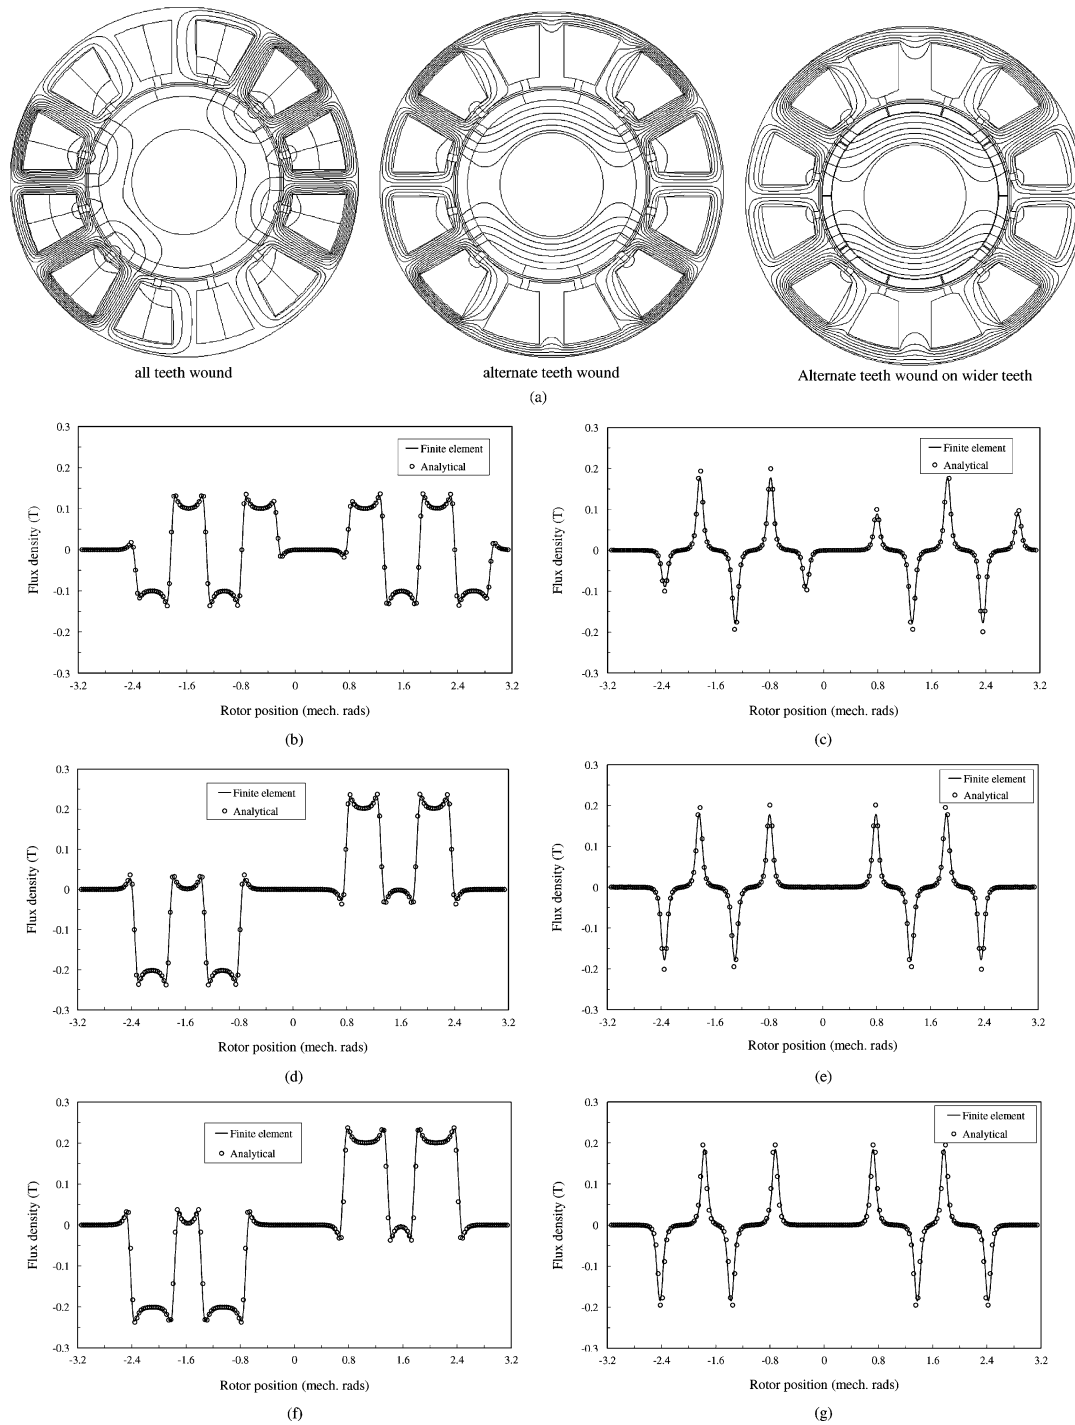 all teeth wound
alternate teeth wound
Alternate teeth wound on wider teeth
(a)
0.3
0.2
0.1
0
-0.1
-0.2
-0.3
Flux density (T)
Finite element
Analytical
-3.2 -2.4 -1.6 -0.8 0 0.8 1.6 2.4 3.2
Rotor position (mech. rads)
(b)
0.3
0.2
0.1
0
-0.1
-0.2
-0.3
Flux density (T)
Finite element
Analytical
-3.2 -2.4 -1.6 -0.8 0 0.8 1.6 2.4 3.2
Rotor position (mech. rads)
(c)
0.3
0.2
0.1
0
-0.1
-0.2
-0.3
Flux density (T)
Finite element
Analytical
-3.2 -2.4 -1.6 -0.8 0 0.8 1.6 2.4 3.2
Rotor position (mech. rads)
(d)
0.3
0.2
0.1
0
-0.1
-0.2
-0.3
Flux density (T)
Finite element
Analytical
-3.2 -2.4 -1.6 -0.8 0 0.8 1.6 2.4 3.2
Rotor position (mech. rads)
(e)
0.3
0.2
0.1
0
-0.1
-0.2
-0.3
Flux density (T)
Finite element
Analytical
-3.2 -2.4 -1.6 -0.8 0 0.8 1.6 2.4 3.2
Rotor position (mech. rads)
(f)
0.3
0.2
0.1
0
-0.1
-0.2
-0.3
Flux density (T)
Finite element
Analytical
-3.2 -2.4 -1.6 -0.8 0 0.8 1.6 2.4 3.2
Rotor position (mech. rads)
(g)